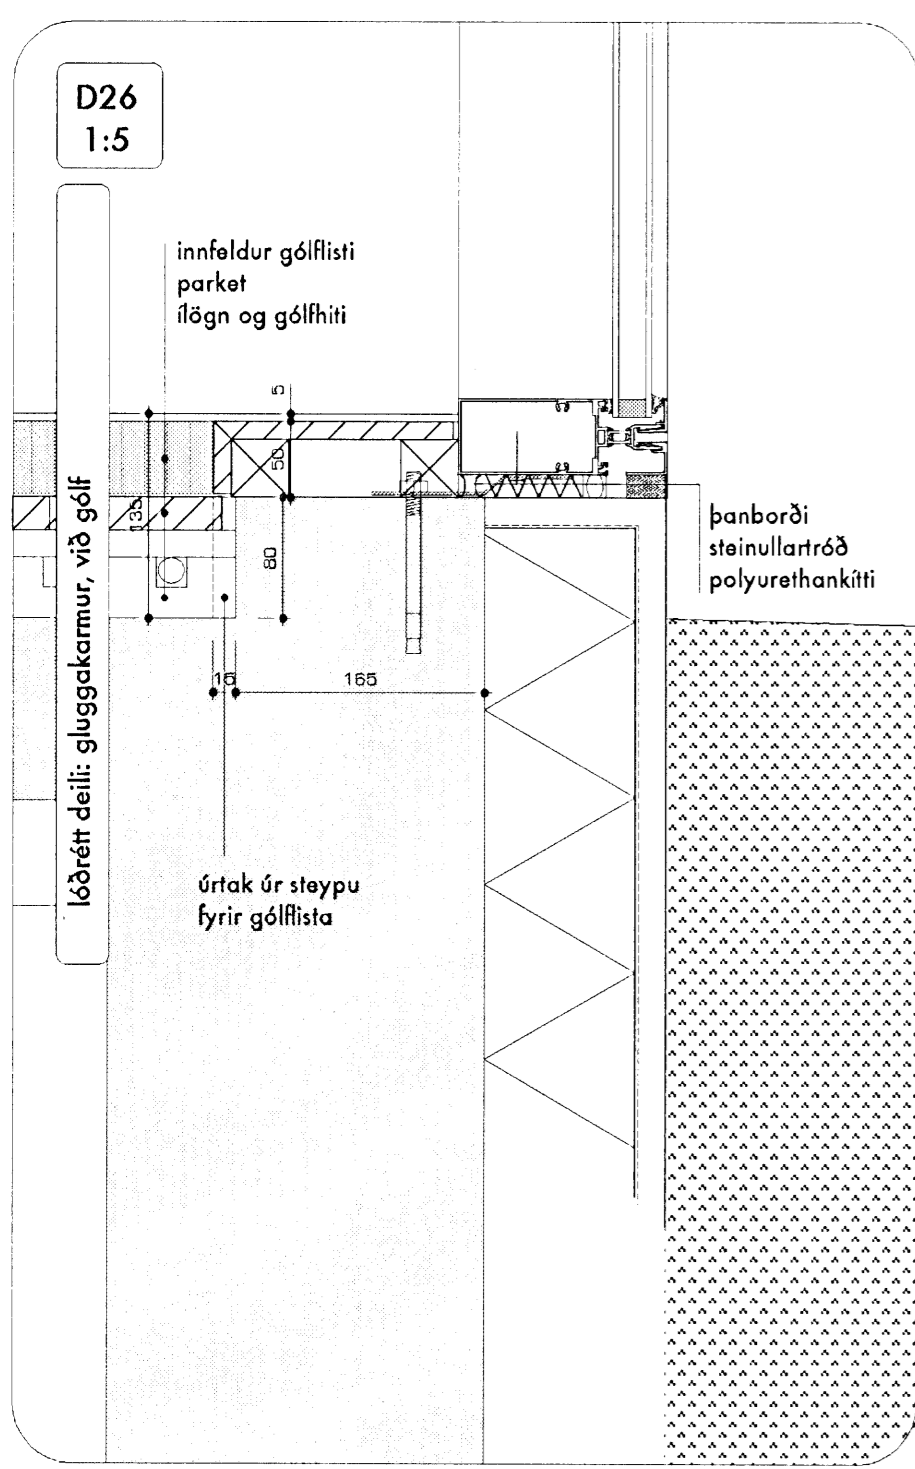 D26
1:5
lóðrétt deili: gluggakarmur, við gólf
innfeldur gólflisti
parket
ílögn og gólfhiti
5
50
135
80
þanborði
steinullartróð
polyurethankítti
15
165
úrtak úr steypu
fyrir gólflista